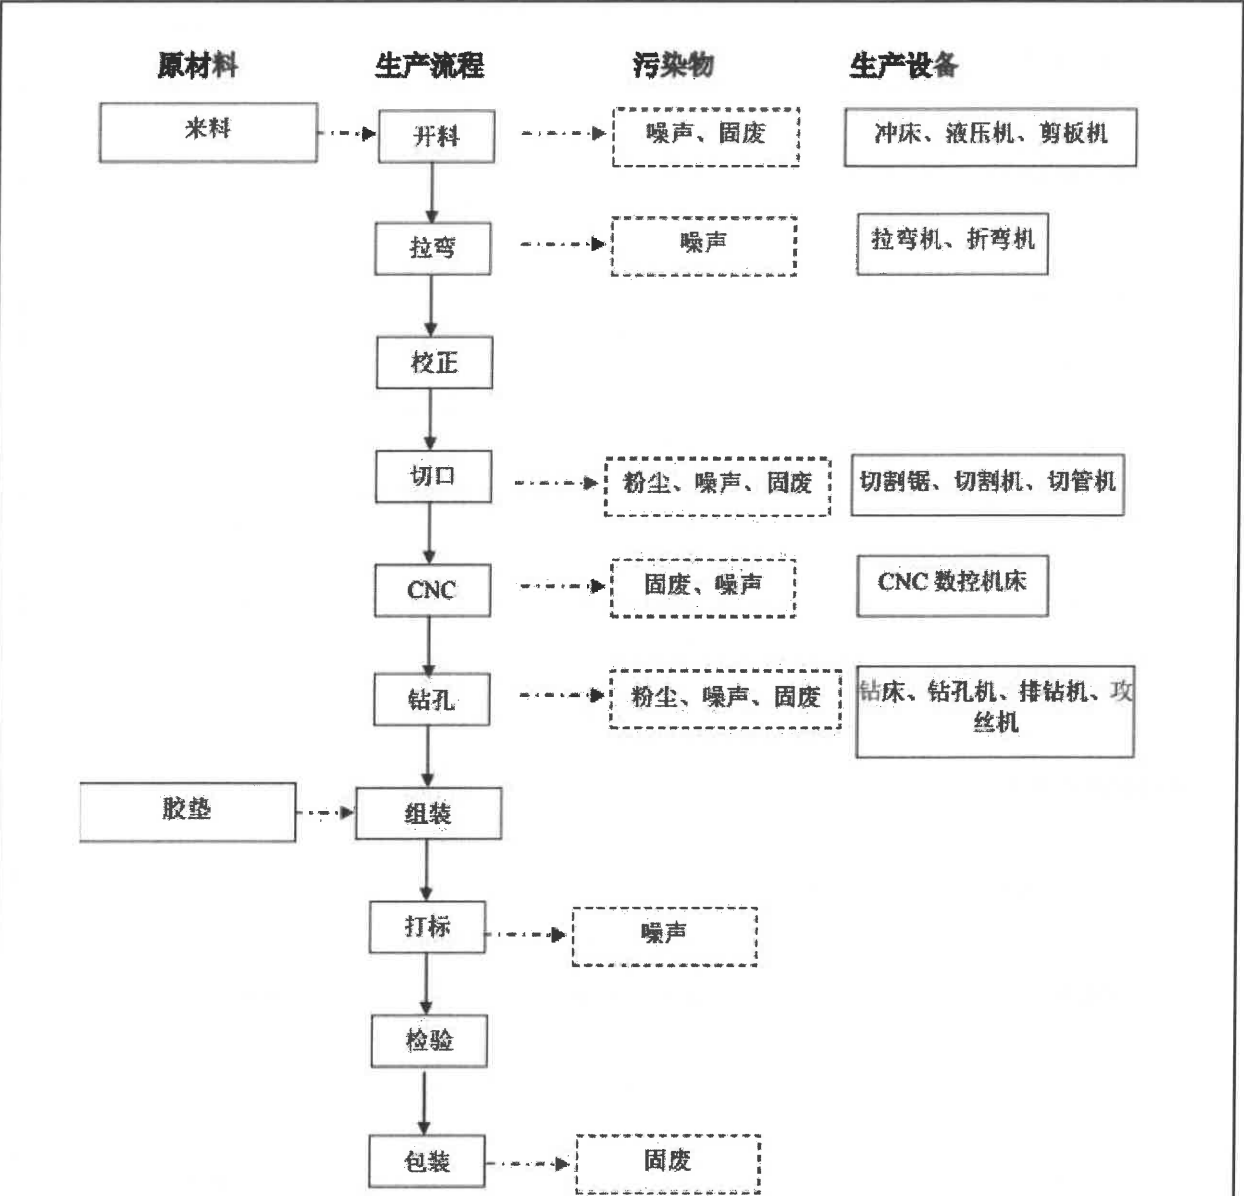 原材料 生产流程 污染物 生产设备
来料 开料 噪声、固废 冲床、液压机、剪板机
拉弯 噪声 拉弯机、折弯机
校正
切口 粉尘、噪声、固废 切割锯、切割机、切管机
CNC 固废、噪声 CNC 数控机床
钻孔 粉尘、噪声、固废 钻床、钻孔机、排钻机、攻
丝机
胶垫 组装
打标 噪声
检验
包装 固废